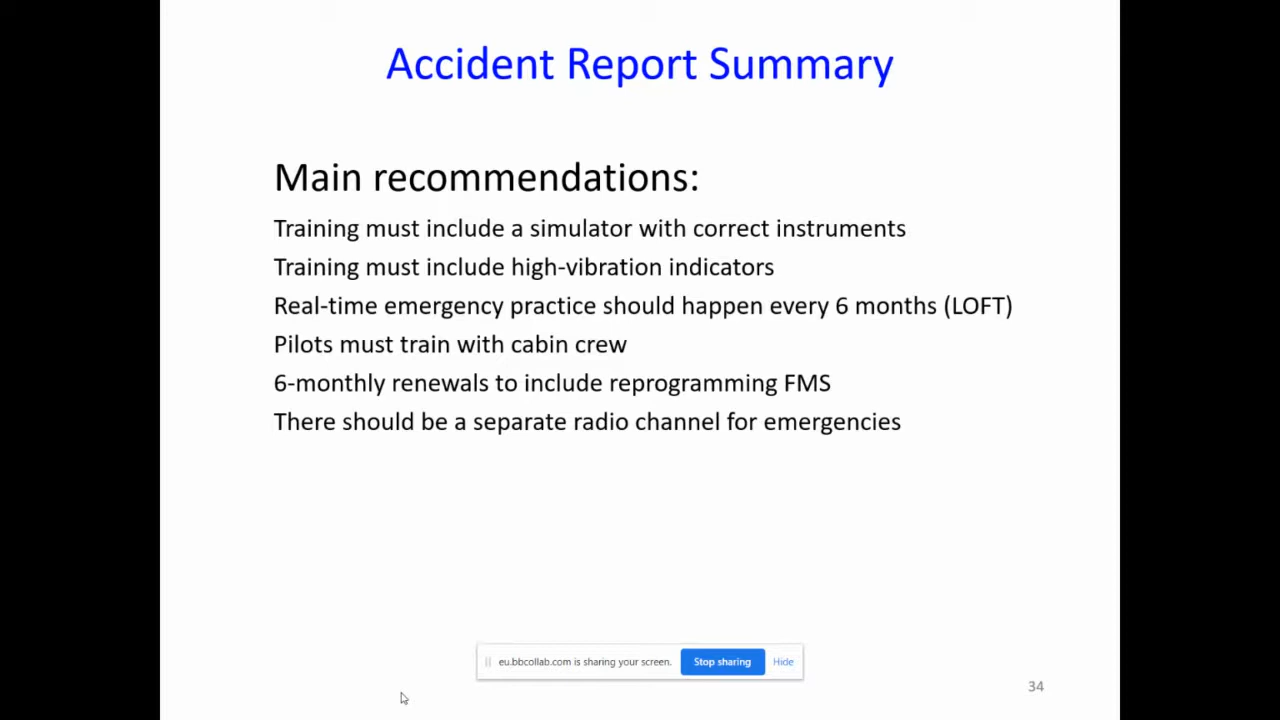 Accident Report Summary
Main recommendations:
Training must include a simulator with correct instruments
Training must include high-vibration indicators
Real-time emergency practice should happen every 6 months (LOFT)
Pilots must train with cabin crew
6-monthly renewals to include reprogramming FMS
There should be a separate radio channel for emergencies
eu.bbcollab.com is sharing your screen. Stop sharing Hide
34